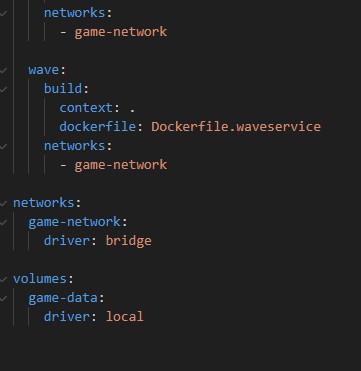 networks:
- game-network
wave:
build:
context: .
dockerfile: Dockerfile.waveservice
networks:
- game-network
networks:
game-network:
driver: bridge
volumes:
game-data:
driver: local